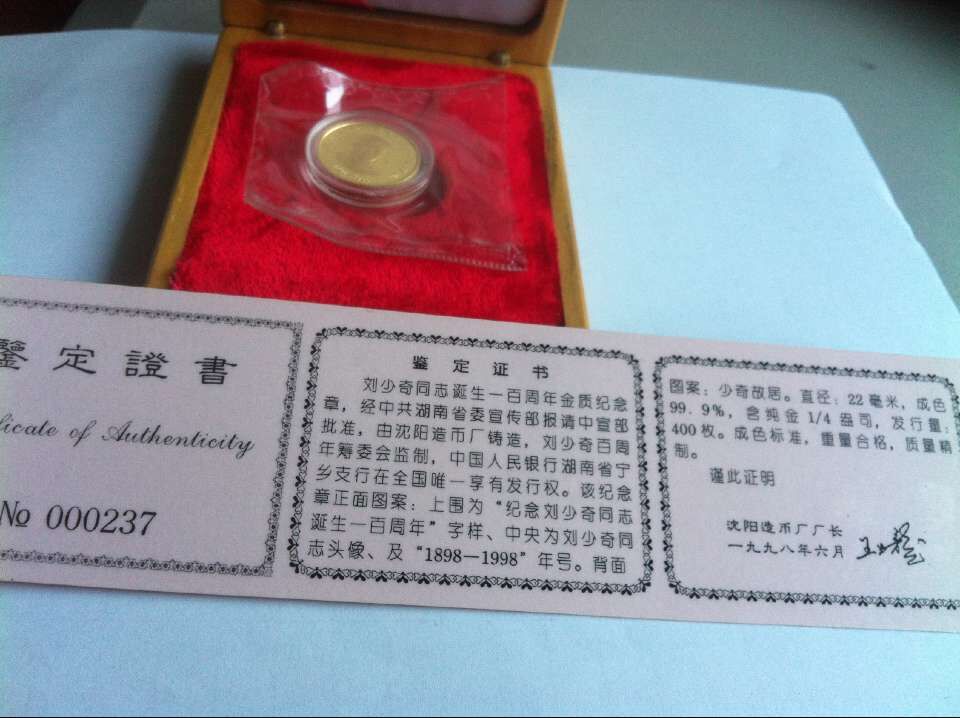 鑒定證書
icate of Authenticity
№ 000237
鉴定证书
刘少奇同志诞生一百周年金质纪念
章，经中共湖南省委宣传部报请中宣部
批准，由沈阳造币厂铸造，刘少奇百周
年筹委会监制，中国人民银行湖南省宁
乡支行在全国唯一享有发行权。该纪念
章正面图案：上围为“纪念刘少奇同志
诞生一百周年”字样、中央为刘少奇同
志头像、及“1898—1998”年号。背面
图案：少奇故居。直径：22毫米，成色
99.9%，含纯金1/4盎司，发行量：
400枚。成色标准，重量合格，质量精
制。
谨此证明
沈阳造币厂厂长
一九九八年六月